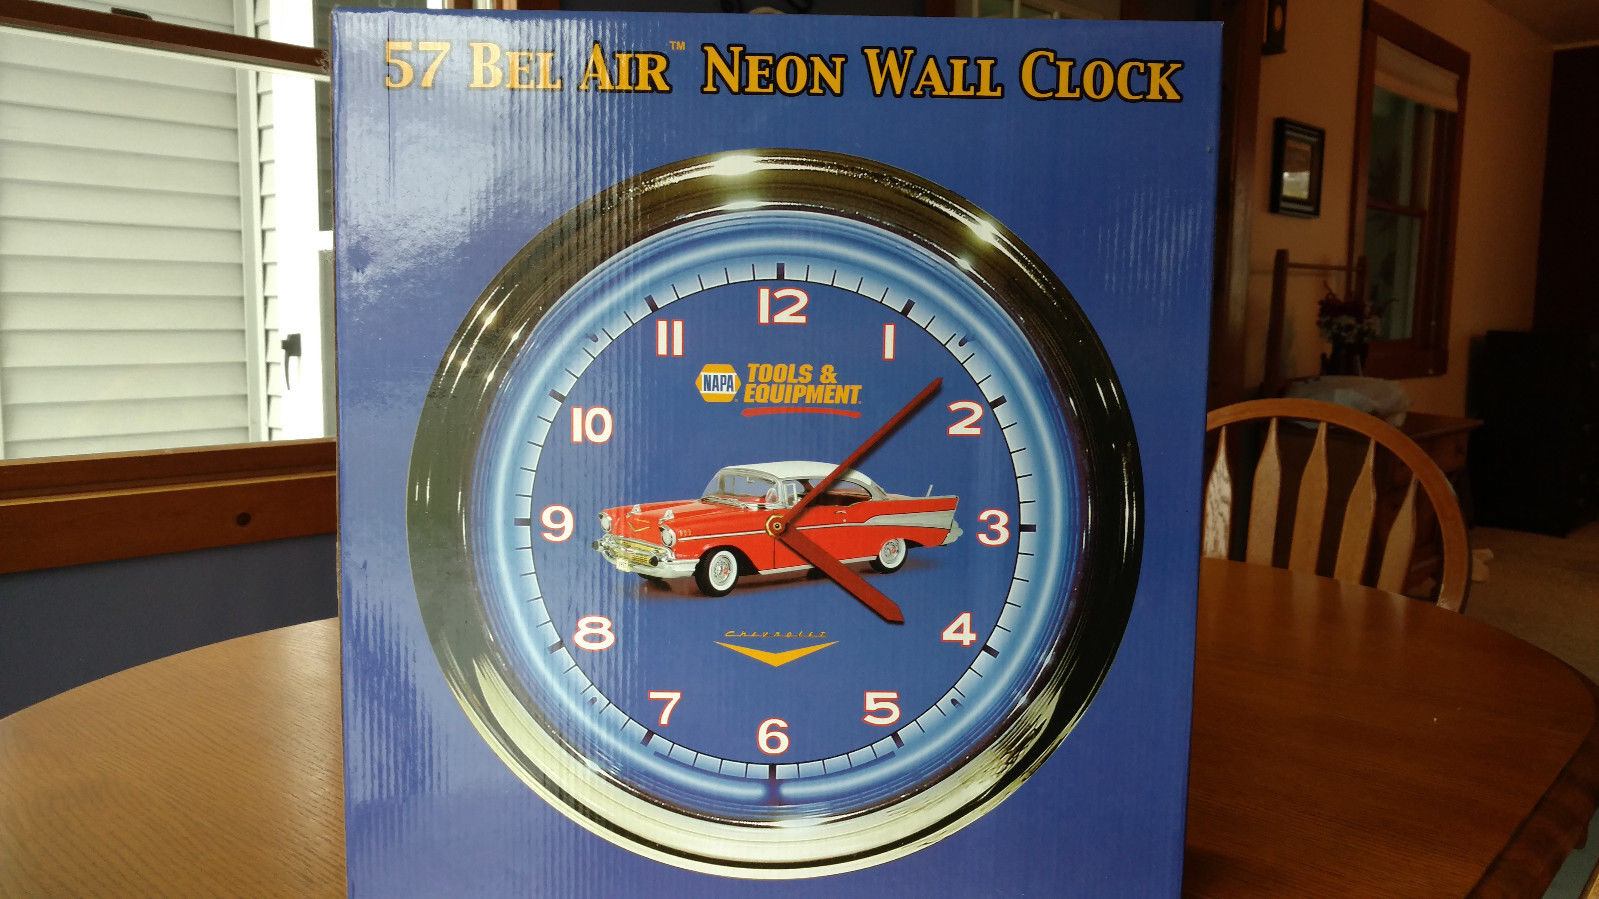 57 BEL AIR™ NEON WALL CLOCK
12
11
1
NAPA
TOOLS &
EQUIPMENT
10
2
9
3
8
4
Chevrolet
7
5
6